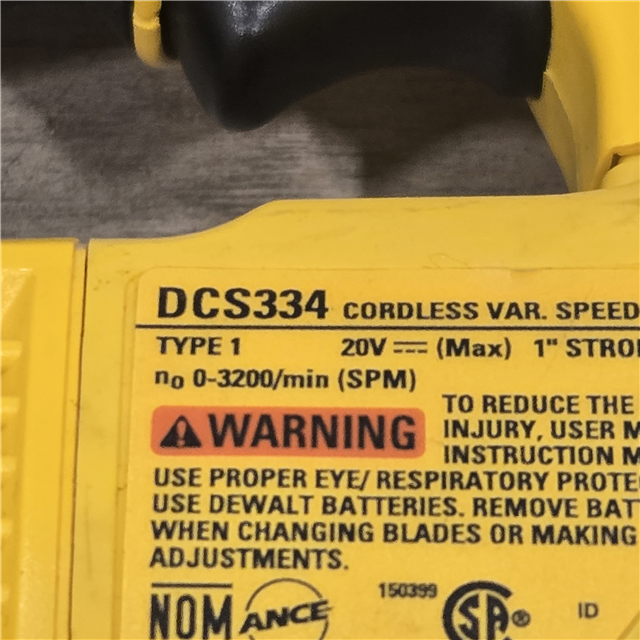 DCS334 CORDLESS VAR. SPEED
TYPE 1 20V ⎓ (Max) 1" STRO
n₀ 0-3200/min (SPM)
WARNING
TO REDUCE THE
INJURY, USER M
INSTRUCTION M
USE PROPER EYE/ RESPIRATORY PROTE
USE DEWALT BATTERIES. REMOVE BAT
WHEN CHANGING BLADES OR MAKING
ADJUSTMENTS.
NOM ANCE 150399 SA® ID